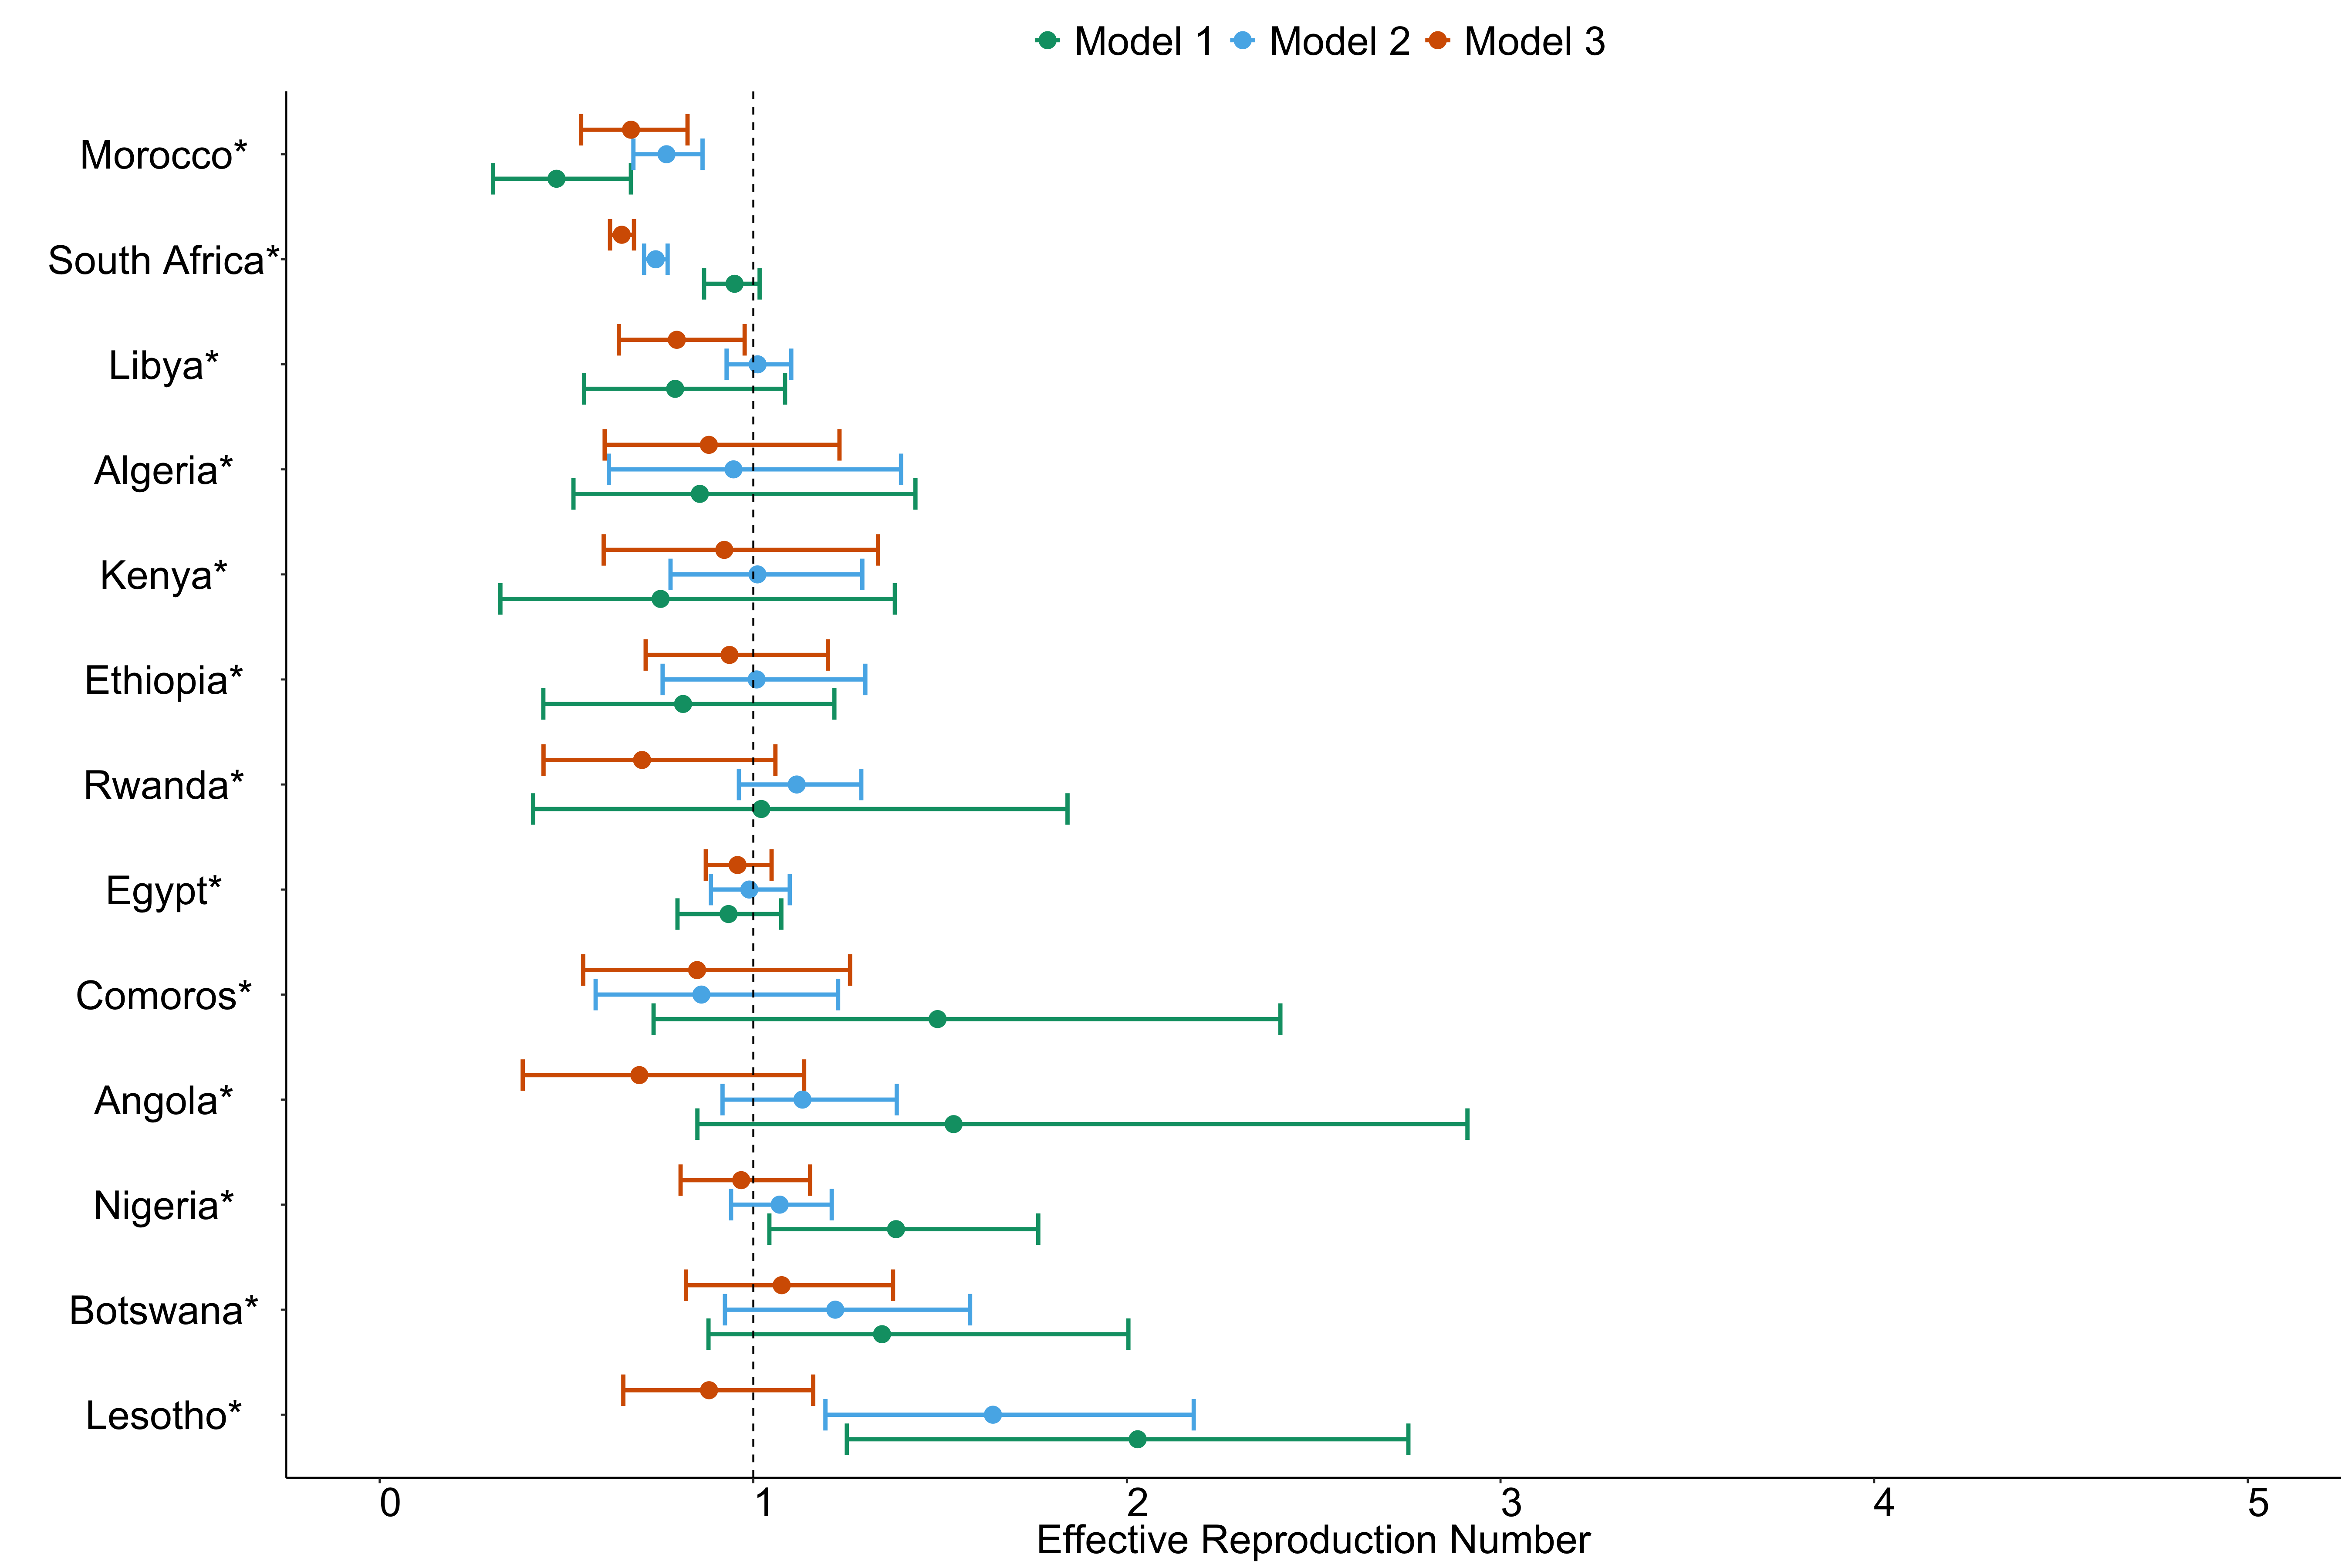 Model 1 Model 2 Model 3
Morocco*
South Africa*
Libya*
Algeria*
Kenya*
Ethiopia*
Rwanda*
Egypt*
Comoros*
Angola*
Nigeria*
Botswana*
Lesotho*
0 1 2 3 4 5
Effective Reproduction Number